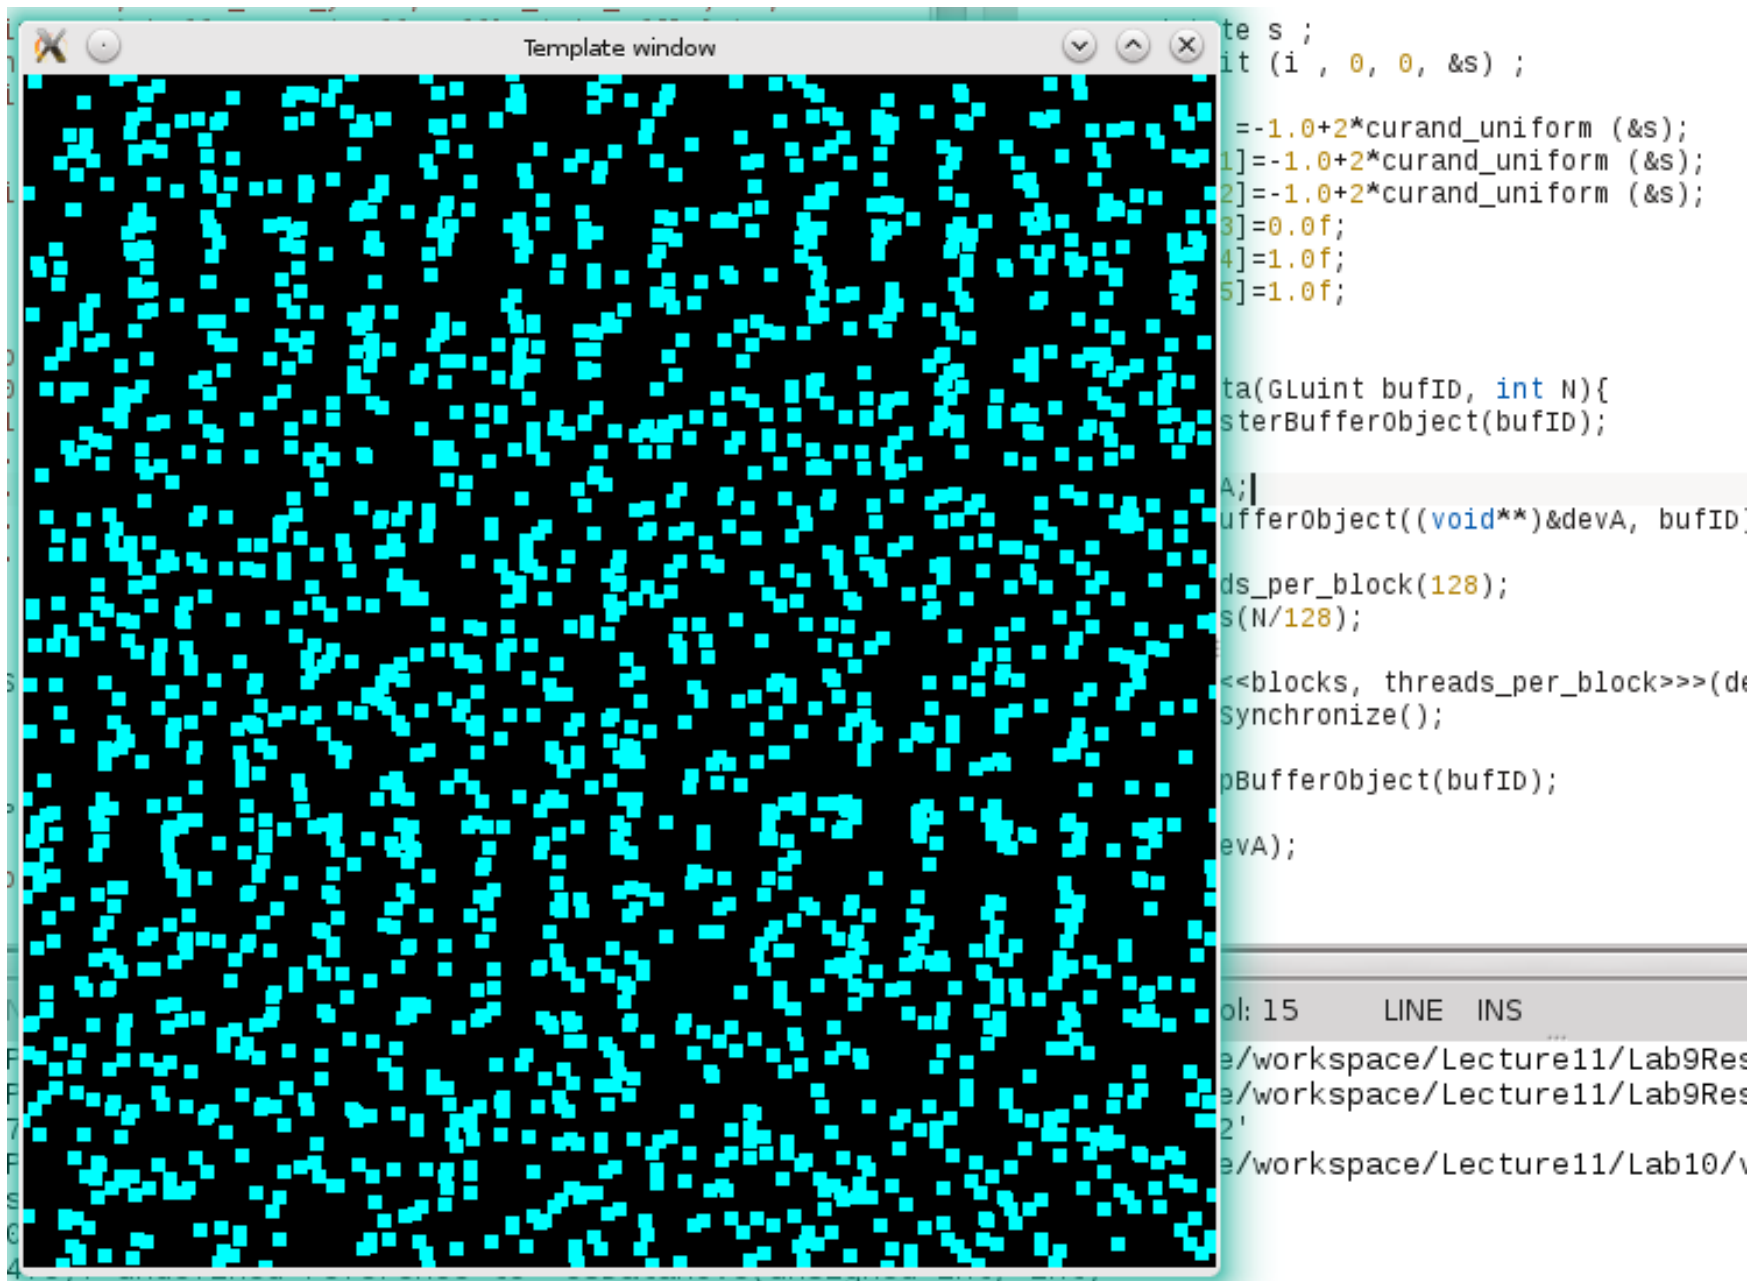 Template window
te s ;
it (i , 0, 0, &s) ;
=-1.0+2*curand_uniform (&s);
1]=-1.0+2*curand_uniform (&s);
2]=-1.0+2*curand_uniform (&s);
3]=0.0f;
4]=1.0f;
5]=1.0f;
ta(GLuint bufID, int N){
sterBufferObject(bufID);
A;
ufferObject((void**)&devA, bufID)
ds_per_block(128);
s(N/128);
<<blocks, threads_per_block>>>(de
Synchronize();
pBufferObject(bufID);
evA);
ol: 15 LINE INS
e/workspace/Lecture11/Lab9Res
e/workspace/Lecture11/Lab9Res
2'
e/workspace/Lecture11/Lab10/v